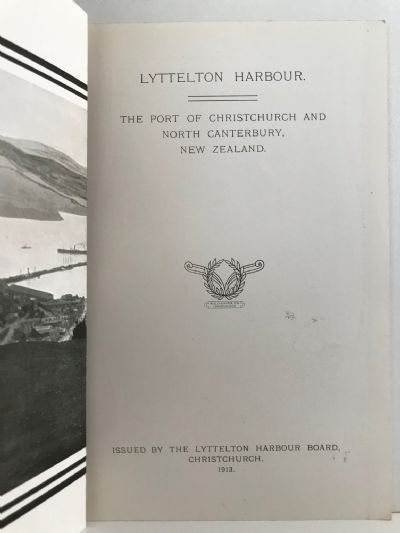 LYTTELTON HARBOUR.
THE PORT OF CHRISTCHURCH AND
NORTH CANTERBURY,
NEW ZEALAND.
ISSUED BY THE LYTTELTON HARBOUR BOARD,
CHRISTCHURCH.
1913.